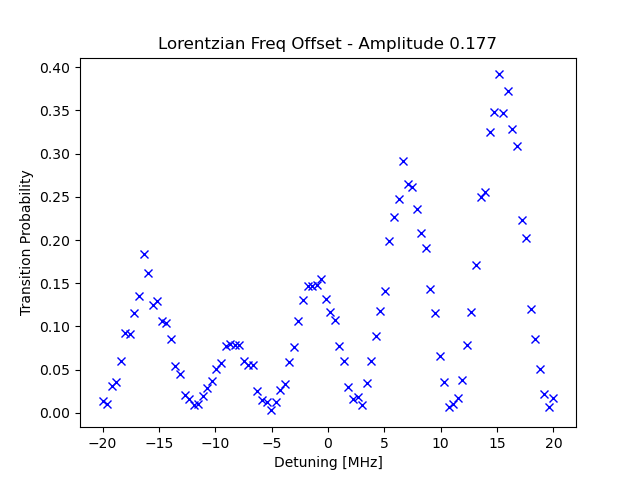 Lorentzian Freq Offset - Amplitude 0.177
0.40
0.35
0.30
0.25
0.20
0.15
0.10
0.05
0.00
Transition Probability
−20 −15 −10 −5 0 5 10 15 20
Detuning [MHz]